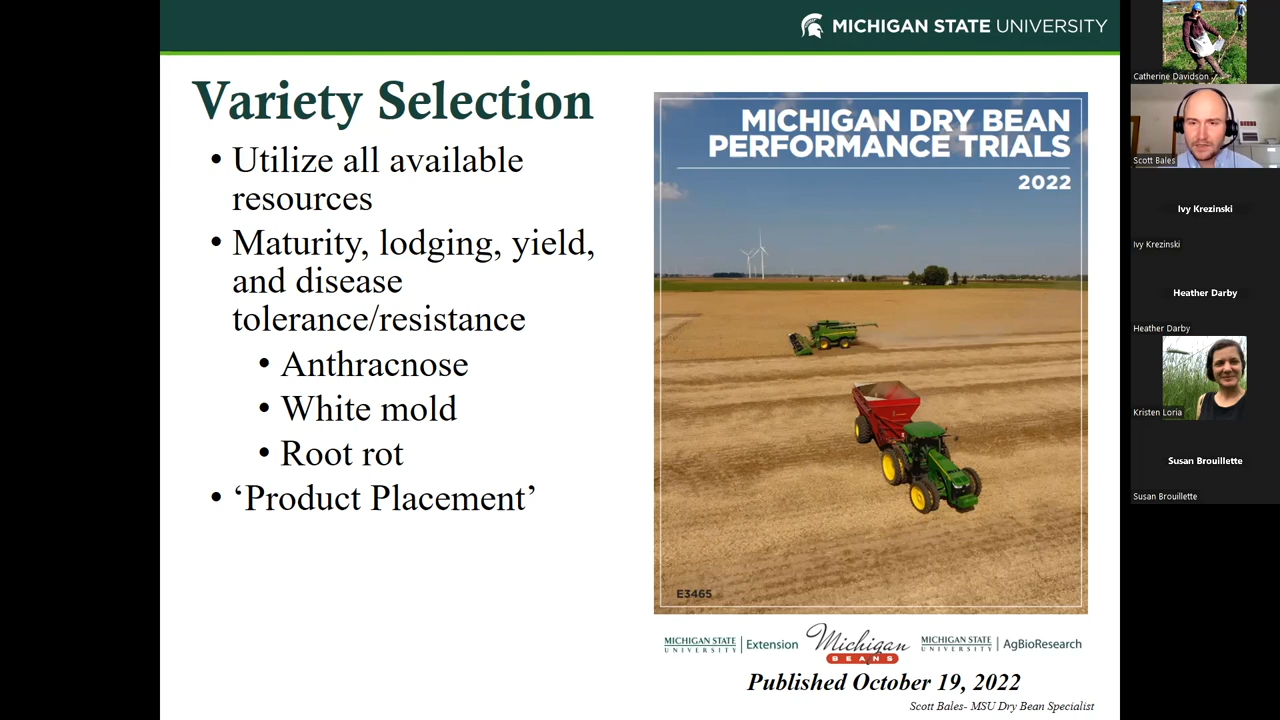 MICHIGAN STATE UNIVERSITY
Variety Selection
• Utilize all available
resources
• Maturity, lodging, yield,
and disease
tolerance/resistance
• Anthracnose
• White mold
• Root rot
• ‘Product Placement’
MICHIGAN DRY BEAN
PERFORMANCE TRIALS
2022
E3465
MICHIGAN STATE
UNIVERSITY
Extension
Michigan
BEANS
MICHIGAN STATE
UNIVERSITY
AgBioResearch
Published October 19, 2022
Scott Bales- MSU Dry Bean Specialist
Catherine Davidson
Scott Bales
Ivy Krezinski
Ivy Krezinski
Heather Darby
Heather Darby
Kristen Loria
Susan Brouillette
Susan Brouillette